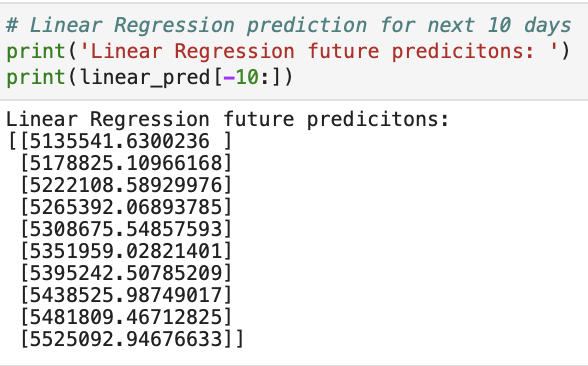 # Linear Regression prediction for next 10 days
print('Linear Regression future predicitons: ')
print(linear_pred[-10:])
Linear Regression future predicitons:
[[5135541.6300236 ]
 [5178825.10966168]
 [5222108.58929976]
 [5265392.06893785]
 [5308675.54857593]
 [5351959.02821401]
 [5395242.50785209]
 [5438525.98749017]
 [5481809.46712825]
 [5525092.94676633]]